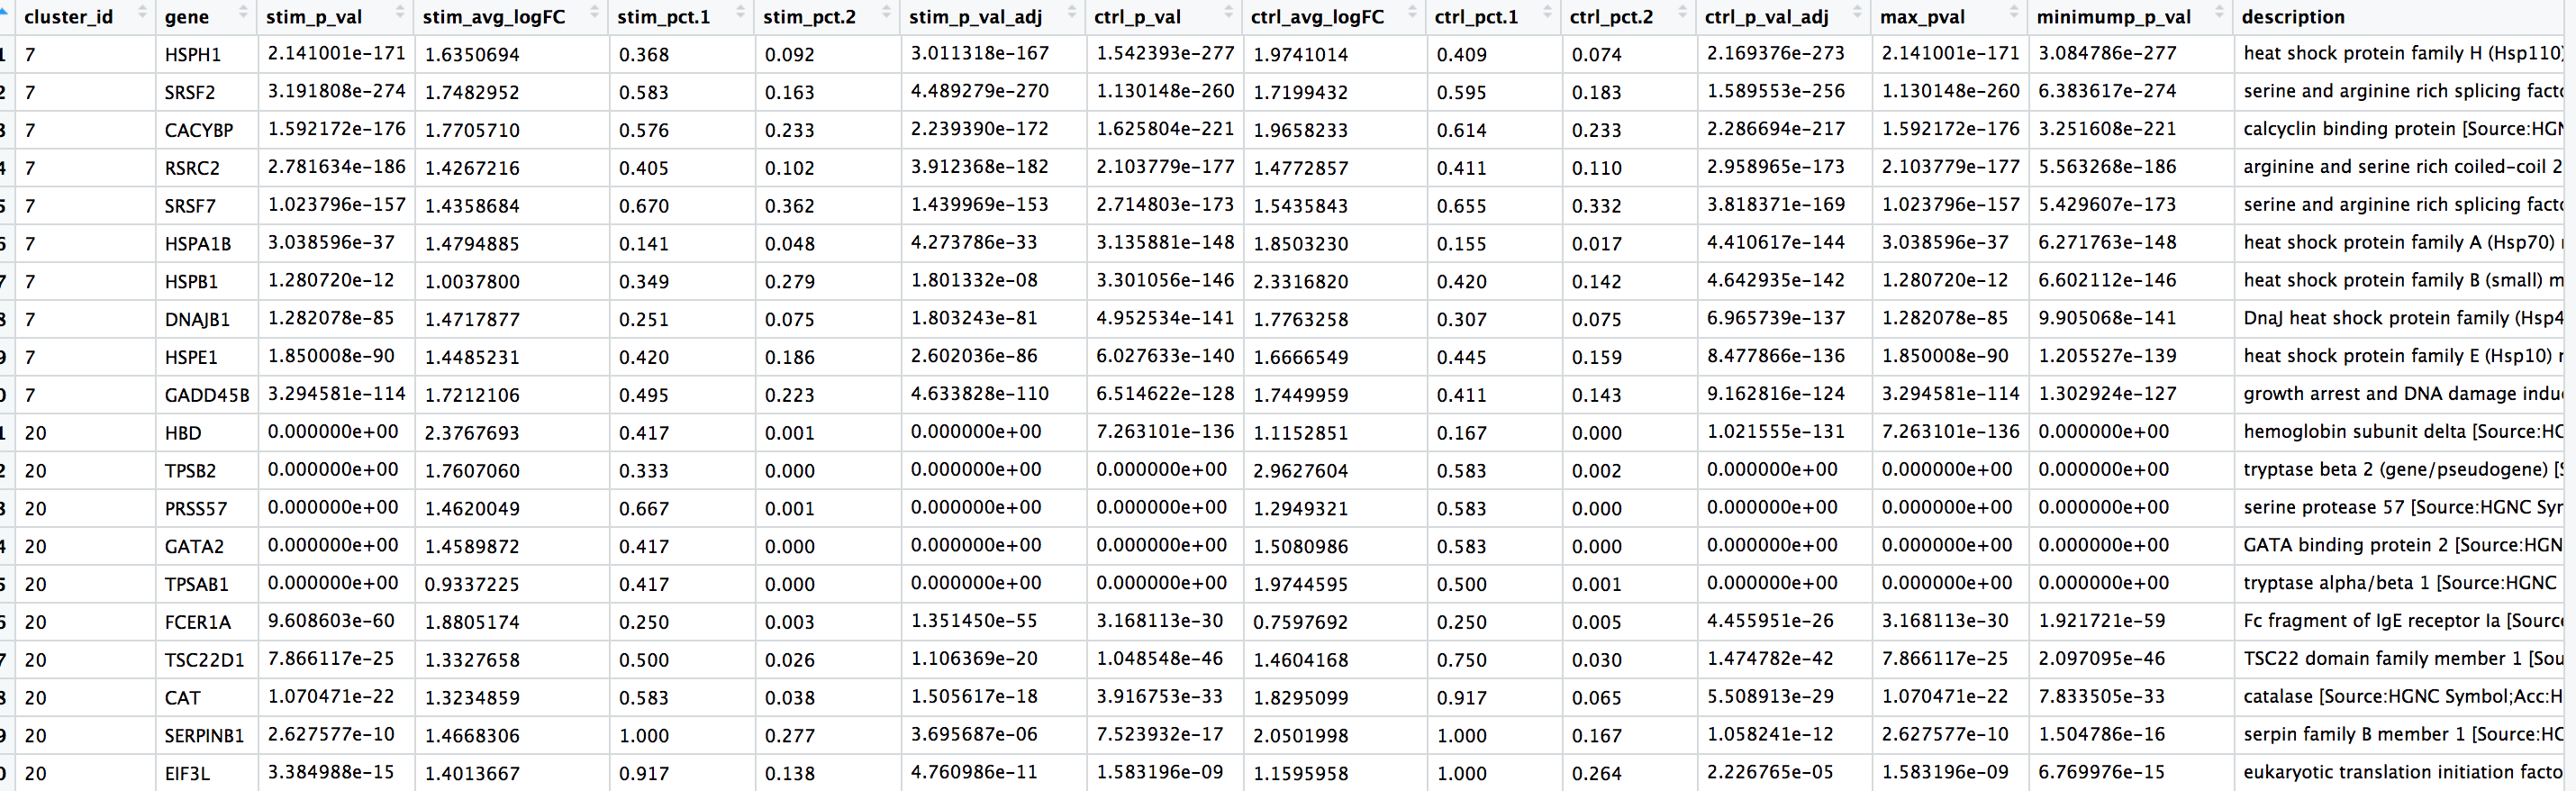 cluster_id gene stim_p_val stim_avg_logFC stim_pct.1 stim_pct.2 stim_p_val_adj ctrl_p_val ctrl_avg_logFC ctrl_pct.1 ctrl_pct.2 ctrl_p_val_adj max_pval minimump_p_val description
1 7 HSPH1 2.141001e-171 1.6350694 0.368 0.092 3.011318e-167 1.542393e-277 1.9741014 0.409 0.074 2.169376e-273 2.141001e-171 3.084786e-277 heat shock protein family H (Hsp110)
2 7 SRSF2 3.191808e-274 1.7482952 0.583 0.163 4.489279e-270 1.130148e-260 1.7199432 0.595 0.183 1.589553e-256 1.130148e-260 6.383617e-274 serine and arginine rich splicing facto
3 7 CACYBP 1.592172e-176 1.7705710 0.576 0.233 2.239390e-172 1.625804e-221 1.9658233 0.614 0.233 2.286694e-217 1.592172e-176 3.251608e-221 calcyclin binding protein [Source:HGN
4 7 RSRC2 2.781634e-186 1.4267216 0.405 0.102 3.912368e-182 2.103779e-177 1.4772857 0.411 0.110 2.958965e-173 2.103779e-177 5.563268e-186 arginine and serine rich coiled-coil 2
5 7 SRSF7 1.023796e-157 1.4358684 0.670 0.362 1.439969e-153 2.714803e-173 1.5435843 0.655 0.332 3.818371e-169 1.023796e-157 5.429607e-173 serine and arginine rich splicing facto
6 7 HSPA1B 3.038596e-37 1.4794885 0.141 0.048 4.273786e-33 3.135881e-148 1.8503230 0.155 0.017 4.410617e-144 3.038596e-37 6.271763e-148 heat shock protein family A (Hsp70)
7 7 HSPB1 1.280720e-12 1.0037800 0.349 0.279 1.801332e-08 3.301056e-146 2.3316820 0.420 0.142 4.642935e-142 1.280720e-12 6.602112e-146 heat shock protein family B (small) m
8 7 DNAJB1 1.282078e-85 1.4717877 0.251 0.075 1.803243e-81 4.952534e-141 1.7763258 0.307 0.075 6.965739e-137 1.282078e-85 9.905068e-141 DnaJ heat shock protein family (Hsp4
9 7 HSPE1 1.850008e-90 1.4485231 0.420 0.186 2.602036e-86 6.027633e-140 1.6666549 0.445 0.159 8.477866e-136 1.850008e-90 1.205527e-139 heat shock protein family E (Hsp10)
0 7 GADD45B 3.294581e-114 1.7212106 0.495 0.223 4.633828e-110 6.514622e-128 1.7449959 0.411 0.143 9.162816e-124 3.294581e-114 1.302924e-127 growth arrest and DNA damage indu
1 20 HBD 0.000000e+00 2.3767693 0.417 0.001 0.000000e+00 7.263101e-136 1.1152851 0.167 0.000 1.021555e-131 7.263101e-136 0.000000e+00 hemoglobin subunit delta [Source:HG
2 20 TPSB2 0.000000e+00 1.7607060 0.333 0.000 0.000000e+00 0.000000e+00 2.9627604 0.583 0.002 0.000000e+00 0.000000e+00 0.000000e+00 tryptase beta 2 (gene/pseudogene) [S
3 20 PRSS57 0.000000e+00 1.4620049 0.667 0.001 0.000000e+00 0.000000e+00 1.2949321 0.583 0.000 0.000000e+00 0.000000e+00 0.000000e+00 serine protease 57 [Source:HGNC Syr
4 20 GATA2 0.000000e+00 1.4589872 0.417 0.000 0.000000e+00 0.000000e+00 1.5080986 0.583 0.000 0.000000e+00 0.000000e+00 0.000000e+00 GATA binding protein 2 [Source:HGN
5 20 TPSAB1 0.000000e+00 0.9337225 0.417 0.000 0.000000e+00 0.000000e+00 1.9744595 0.500 0.001 0.000000e+00 0.000000e+00 0.000000e+00 tryptase alpha/beta 1 [Source:HGNC
6 20 FCER1A 9.608603e-60 1.8805174 0.250 0.003 1.351450e-55 3.168113e-30 0.7597692 0.250 0.005 4.455951e-26 3.168113e-30 1.921721e-59 Fc fragment of IgE receptor Ia [Source
7 20 TSC22D1 7.866117e-25 1.3327658 0.500 0.026 1.106369e-20 1.048548e-46 1.4604168 0.750 0.030 1.474782e-42 7.866117e-25 2.097095e-46 TSC22 domain family member 1 [Sou
8 20 CAT 1.070471e-22 1.3234859 0.583 0.038 1.505617e-18 3.916753e-33 1.8295099 0.917 0.065 5.508913e-29 1.070471e-22 7.833505e-33 catalase [Source:HGNC Symbol;Acc:H
9 20 SERPINB1 2.627577e-10 1.4668306 1.000 0.277 3.695687e-06 7.523932e-17 2.0501998 1.000 0.167 1.058241e-12 2.627577e-10 1.504786e-16 serpin family B member 1 [Source:HG
0 20 EIF3L 3.384988e-15 1.4013667 0.917 0.138 4.760986e-11 1.583196e-09 1.1595958 1.000 0.264 2.226765e-05 1.583196e-09 6.769976e-15 eukaryotic translation initiation facto